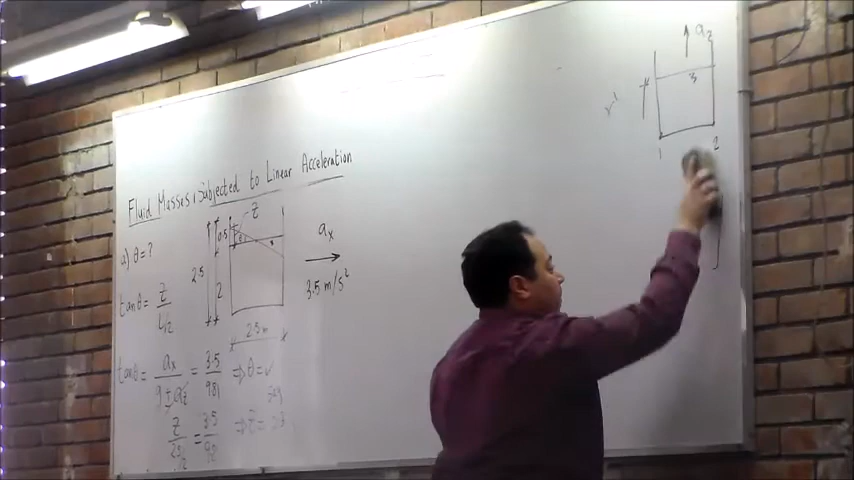 Fluid Masses Subjected to Linear Acceleration
a) θ = ?
tanθ = Z / L/2
tanθ = ax / g ± az = 3.5 / 9.81 ⇒ θ = ✓
Z / 2.5/2 = 3.5 / 9.81 ⇒ Z =
Z
0.5
θ
2.5
2
2.5 m
ax
3.5 m/s²
az
3
1
2